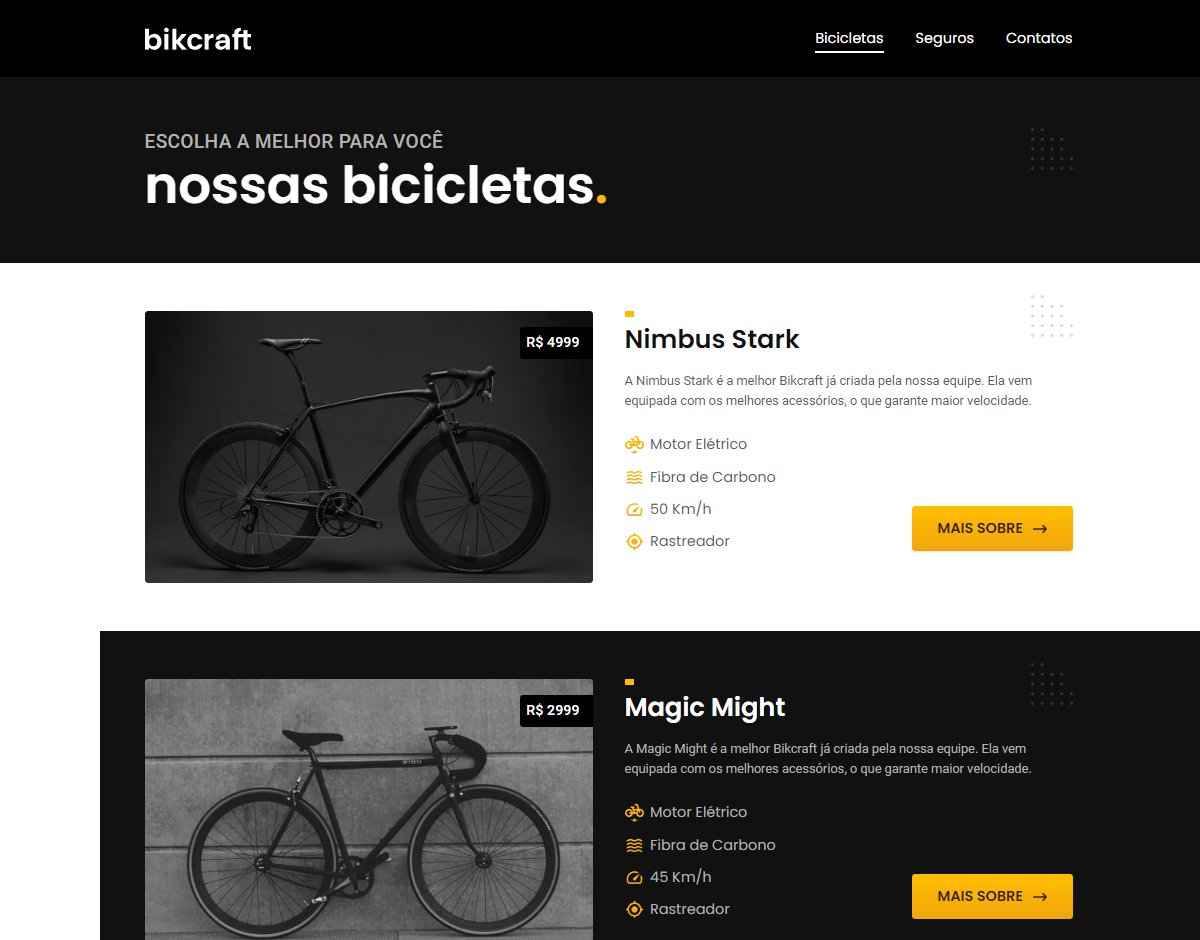 bikcraft
Bicicletas Seguros Contatos
ESCOLHA A MELHOR PARA VOCÊ
nossas bicicletas.
R$ 4999
Nimbus Stark
A Nimbus Stark é a melhor Bikcraft já criada pela nossa equipe. Ela vem
equipada com os melhores acessórios, o que garante maior velocidade.
Motor Elétrico
Fibra de Carbono
50 Km/h
Rastreador
MAIS SOBRE →
R$ 2999
Magic Might
A Magic Might é a melhor Bikcraft já criada pela nossa equipe. Ela vem
equipada com os melhores acessórios, o que garante maior velocidade.
Motor Elétrico
Fibra de Carbono
45 Km/h
Rastreador
MAIS SOBRE →